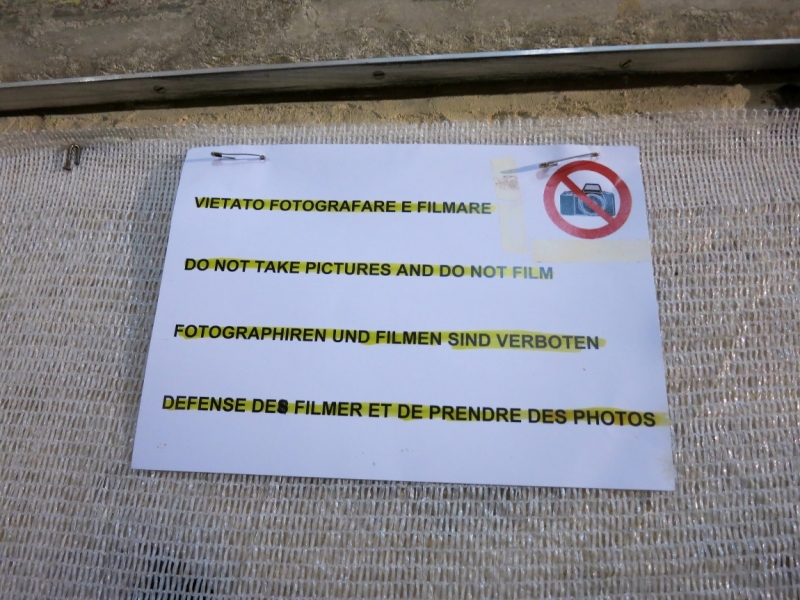 VIETATO FOTOGRAFARE E FILMARE
DO NOT TAKE PICTURES AND DO NOT FILM
FOTOGRAPHIREN UND FILMEN SIND VERBOTEN
DEFENSE DES FILMER ET DE PRENDRE DES PHOTOS